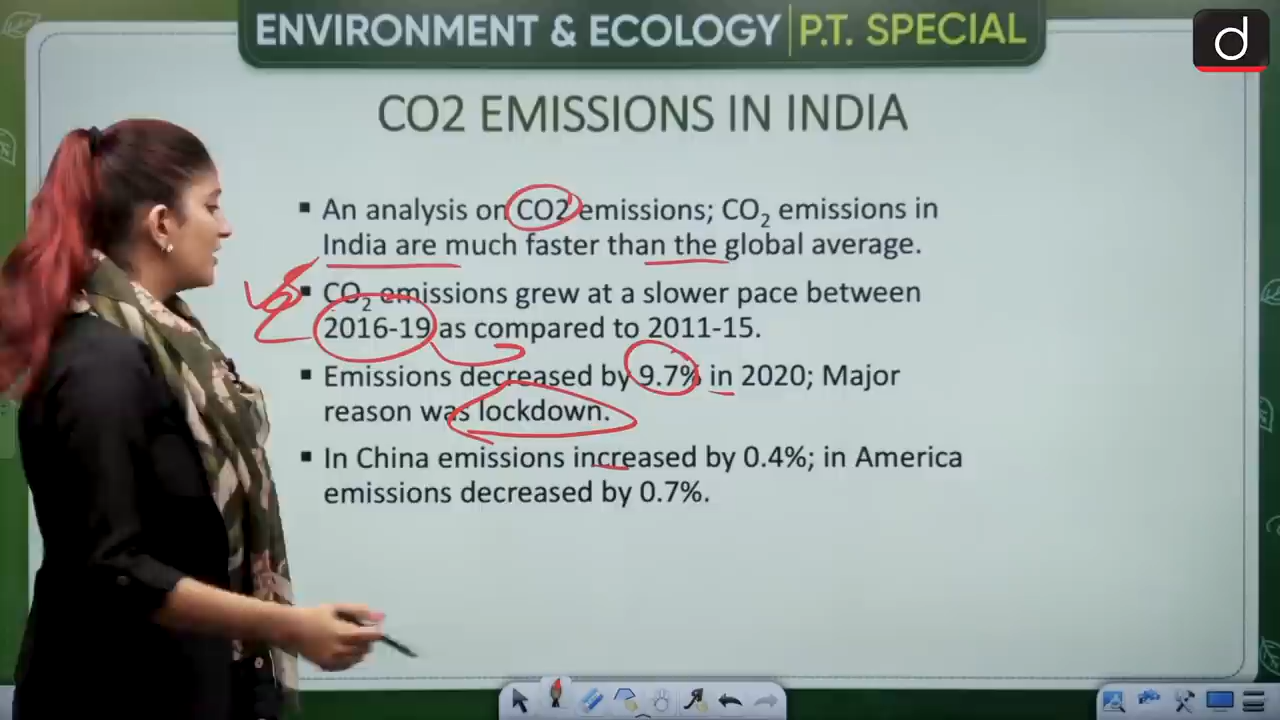 ENVIRONMENT & ECOLOGY | P.T. SPECIAL
d
CO2 EMISSIONS IN INDIA
▪ An analysis on CO2 emissions; CO₂ emissions in
India are much faster than the global average.
▪ CO₂ emissions grew at a slower pace between
2016-19 as compared to 2011-15.
▪ Emissions decreased by 9.7% in 2020; Major
reason was lockdown.
▪ In China emissions increased by 0.4%; in America
emissions decreased by 0.7%.